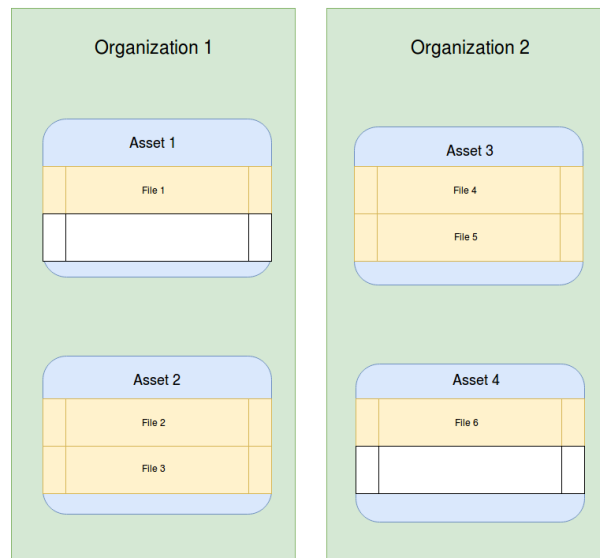 Organization 1
Asset 1
File 1
Asset 2
File 2
File 3
Organization 2
Asset 3
File 4
File 5
Asset 4
File 6